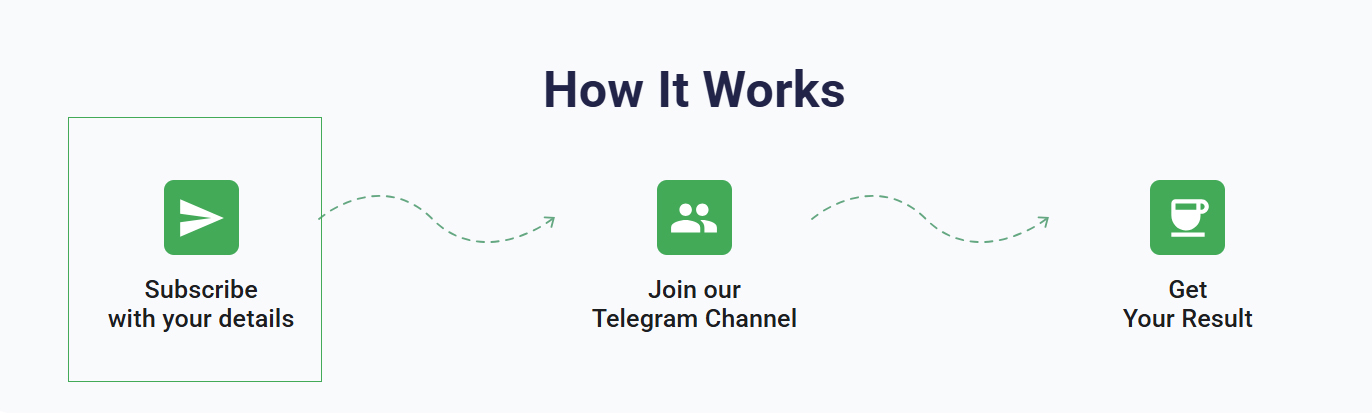 How It Works
Subscribe
with your details
Join our
Telegram Channel
Get
Your Result